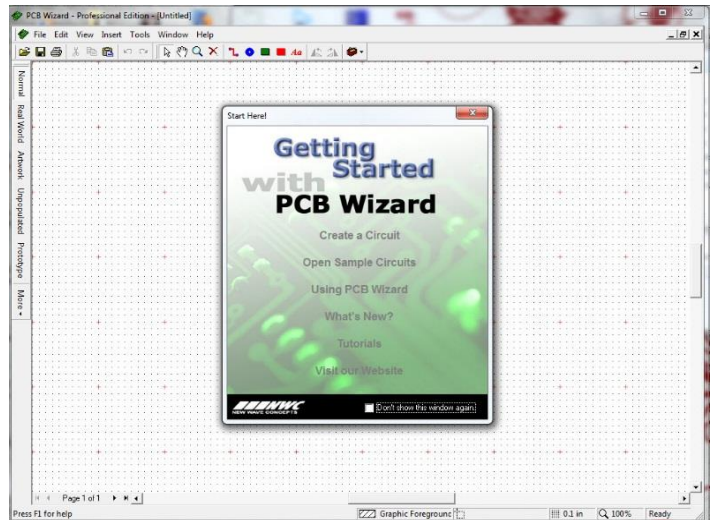 PCB Wizard - Professional Edition - [Untitled]
File Edit View Insert Tools Window Help
Aa
Normal
Real World
Artwork
Unpopulated
Prototype
More
Start Here!
Getting
Started
with
PCB Wizard
Create a Circuit
Open Sample Circuits
Using PCB Wizard
What's New?
Tutorials
Visit our Website
NWC
NEW WAVE CONCEPTS
Don't show this window again
Page 1 of 1
Press F1 for help
Graphic Foreground
0.1 in
100%
Ready